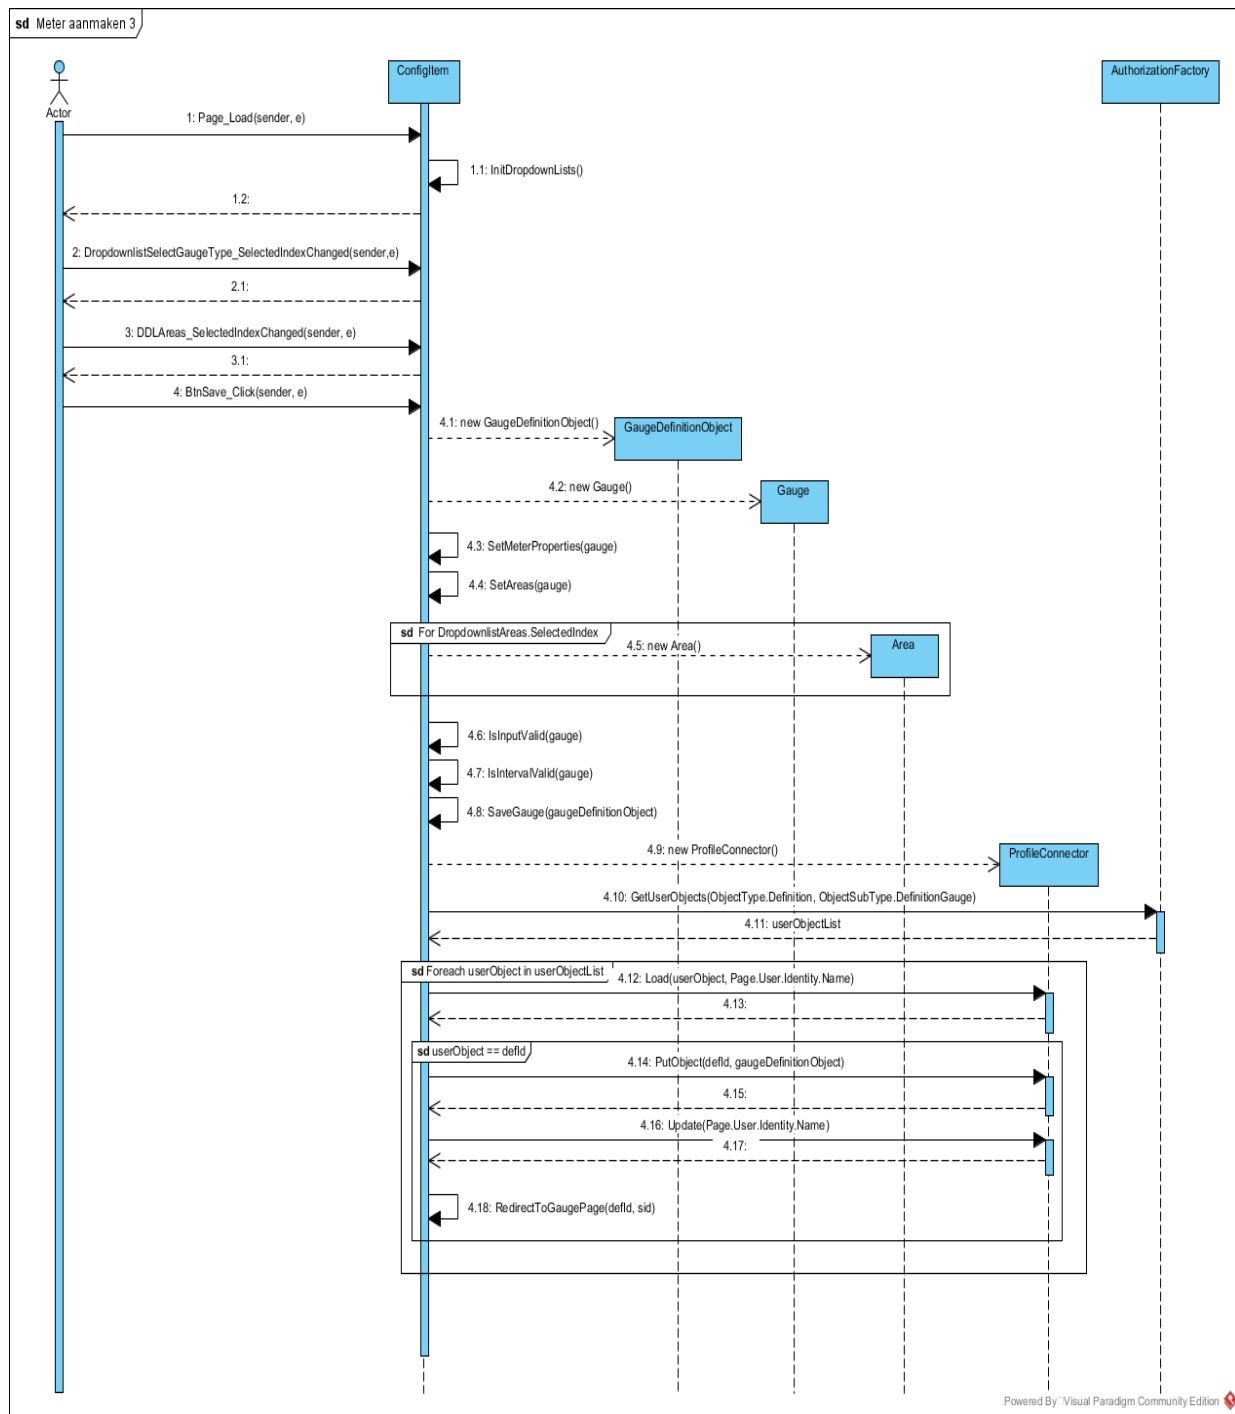 sd Meter aanmaken 3
ConfigItem
AuthorizationFactory
Actor
1: Page_Load(sender, e)
1.1: InitDropdownLists()
1.2:
2: DropdownlistSelectGaugeType_SelectedIndexChanged(sender,e)
2.1:
3: DDLAreas_SelectedIndexChanged(sender, e)
3.1:
4: BtnSave_Click(sender, e)
4.1: new GaugeDefinitionObject()
GaugeDefinitionObject
4.2: new Gauge()
Gauge
4.3: SetMeterProperties(gauge)
4.4: SetAreas(gauge)
sd For DropdownlistAreas.SelectedIndex
4.5: new Area()
Area
4.6: IsInputValid(gauge)
4.7: IsIntervalValid(gauge)
4.8: SaveGauge(gaugeDefinitionObject)
4.9: new ProfileConnector()
ProfileConnector
4.10: GetUserObjects(ObjectType.Definition, ObjectSubType.DefinitionGauge)
4.11: userObjectList
sd Foreach userObject in userObjectList
4.12: Load(userObject, Page.User.Identity.Name)
4.13:
sd userObject == defId
4.14: PutObject(defId, gaugeDefinitionObject)
4.15:
4.16: Update(Page.User.Identity.Name)
4.17:
4.18: RedirectToGaugePage(defId, sid)
Powered By Visual Paradigm Community Edition